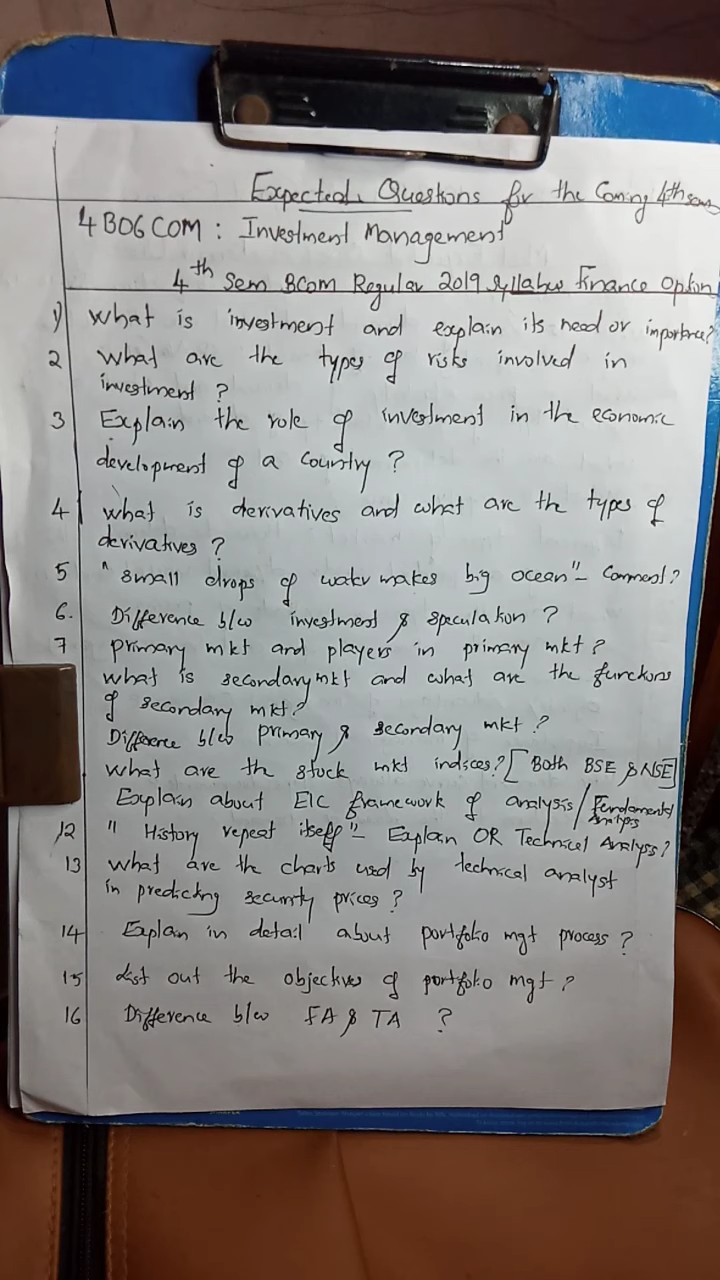 Expected Questions for the Coming 4th sem
4B06COM: Investment Management
4th Sem BCom Regular 2019 syllabus Finance Option
1) What is investment and explain its need or importance?
2 What are the types of risks involved in
investment?
3 Explain the role of investment in the economic
development of a Country?
4 What is derivatives and what are the types of
derivatives?
5 "Small drops of water makes big ocean" - Comment?
6. Difference b/w investment & speculation?
7 primary mkt and players in primary mkt?
What is secondary mkt and what are the functions
of secondary mkt?
Difference b/w primary & secondary mkt?
What are the stock mkt indices? [Both BSE & NSE]
Explain about EIC framework of analysis/Fundamental
Analysis
12 "History repeat itself" - Explain OR Technical Analysis?
13 What are the charts used by technical analyst
in predicting security prices?
14 Explain in detail about portfolio mgt process?
15 List out the objectives of portfolio mgt?
16 Difference b/w FA & TA ?